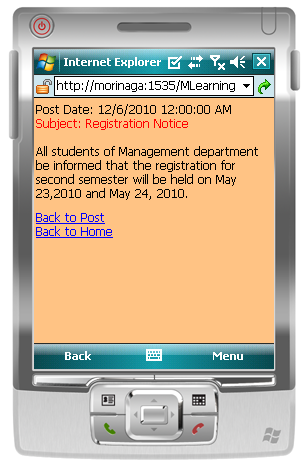 Internet Explorer
http://morinaga:1535/MLearning
Post Date: 12/6/2010 12:00:00 AM
Subject: Registration Notice
All students of Management department
be informed that the registration for
second semester will be held on May
23,2010 and May 24, 2010.
Back to Post
Back to Home
Back Menu